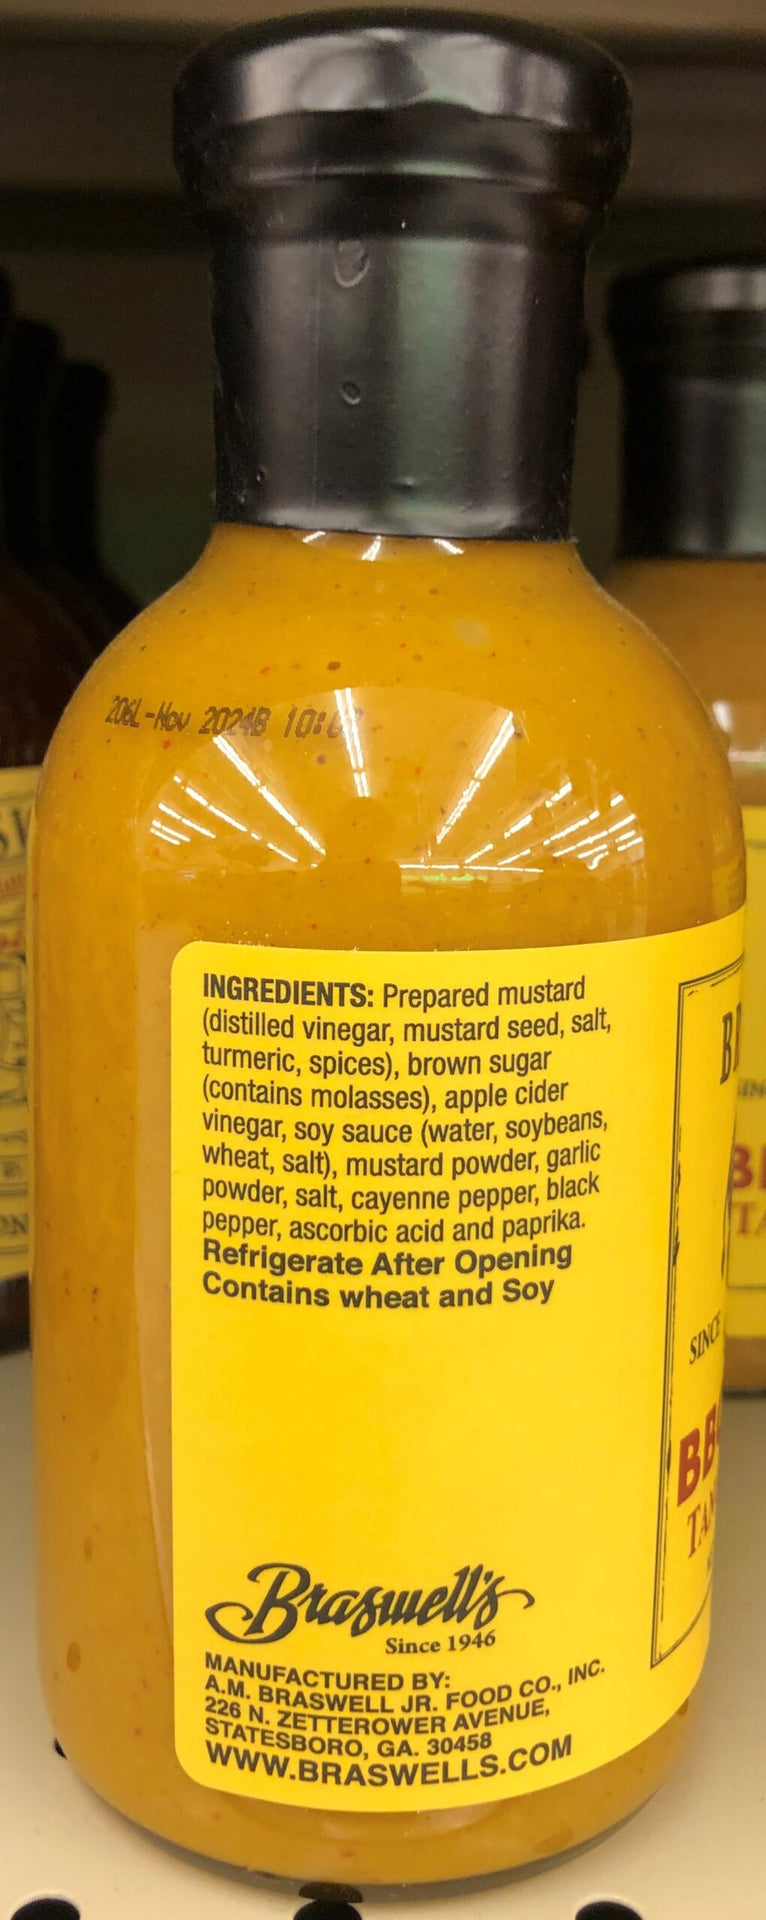 206L-Nov 2024B
INGREDIENTS: Prepared mustard
(distilled vinegar, mustard seed, salt,
turmeric, spices), brown sugar
(contains molasses), apple cider
vinegar, soy sauce (water, soybeans,
wheat, salt), mustard powder, garlic
powder, salt, cayenne pepper, black
pepper, ascorbic acid and paprika.
Refrigerate After Opening
Contains wheat and Soy
Braswell's
Since 1946
MANUFACTURED BY:
A.M. BRASWELL JR. FOOD CO., INC.
226 N. ZETTEROWER AVENUE,
STATESBORO, GA. 30458
WWW.BRASWELLS.COM
SINCE